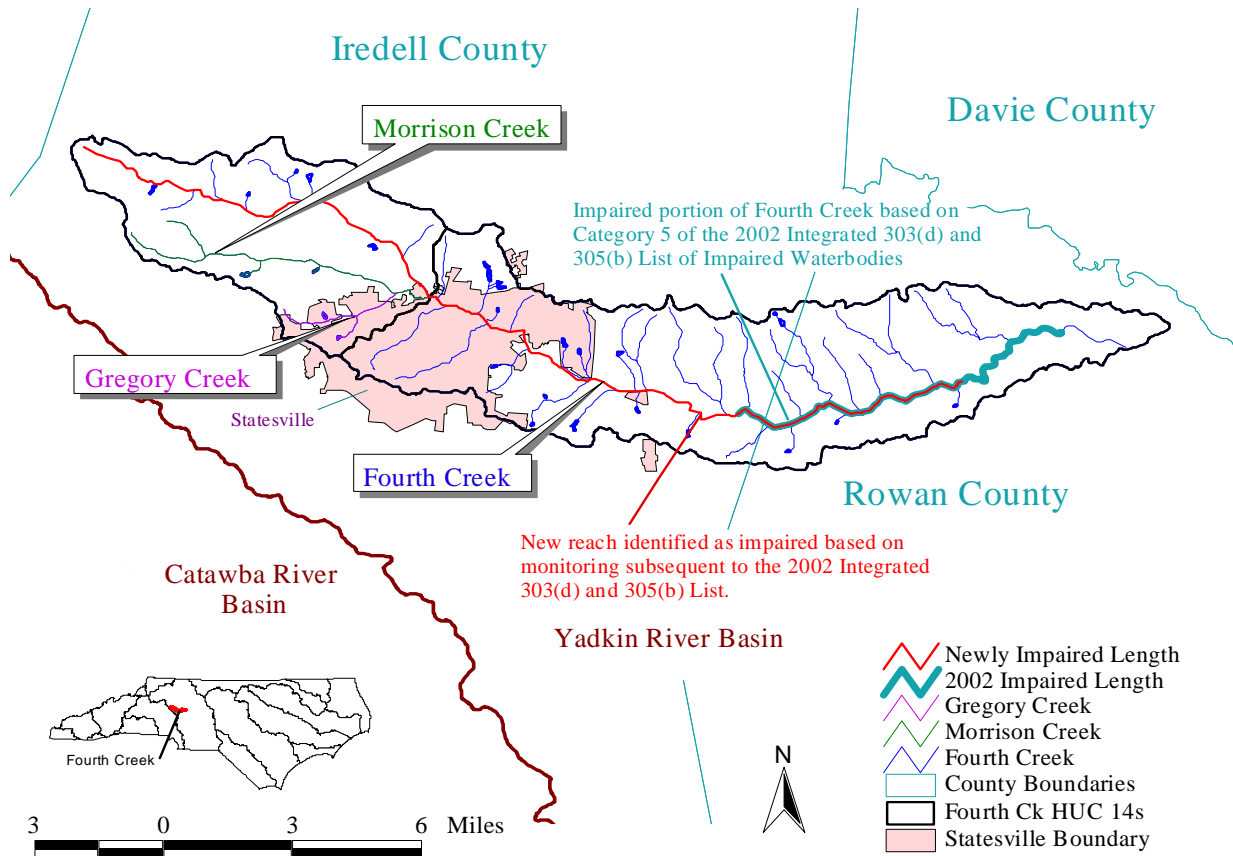 Iredell County
Davie County
Morrison Creek
Impaired portion of Fourth Creek based on
Category 5 of the 2002 Integrated 303(d) and
305(b) List of Impaired Waterbodies
Gregory Creek
Statesville
Fourth Creek
Rowan County
New reach identified as impaired based on
monitoring subsequent to the 2002 Integrated
303(d) and 305(b) List.
Catawba River
Basin
Yadkin River Basin
Newly Impaired Length
2002 Impaired Length
Gregory Creek
Morrison Creek
Fourth Creek
County Boundaries
Fourth Ck HUC 14s
Statesville Boundary
Fourth Creek
N
3 0 3 6 Miles